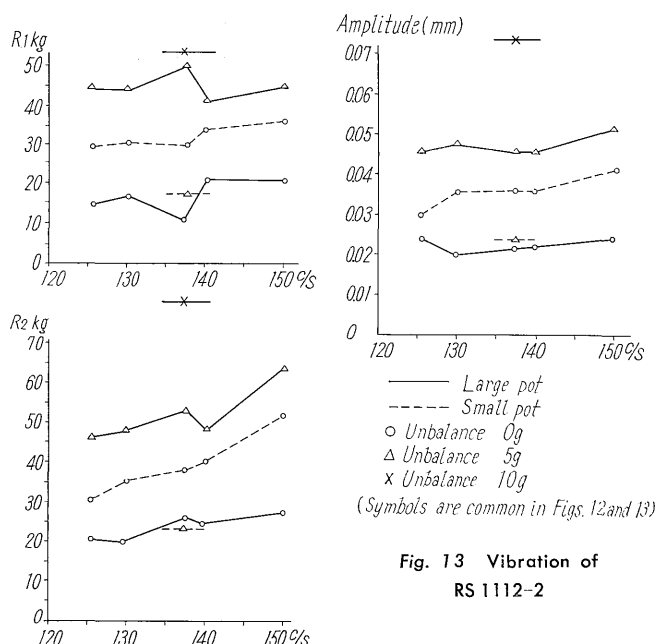 R1 kg
50
40
30
20
10
0
120 130 140 150 %s
Amplitude (mm)
0.07
0.06
0.05
0.04
0.03
0.02
0.01
0
120 130 140 150 %s
R2 kg
70
60
50
40
30
20
10
0
120 130 140 150 %s
Large pot
Small pot
○ Unbalance 0g
△ Unbalance 5g
× Unbalance 10g
(Symbols are common in Figs. 12 and 13)
Fig. 13 Vibration of
RS 1112-2